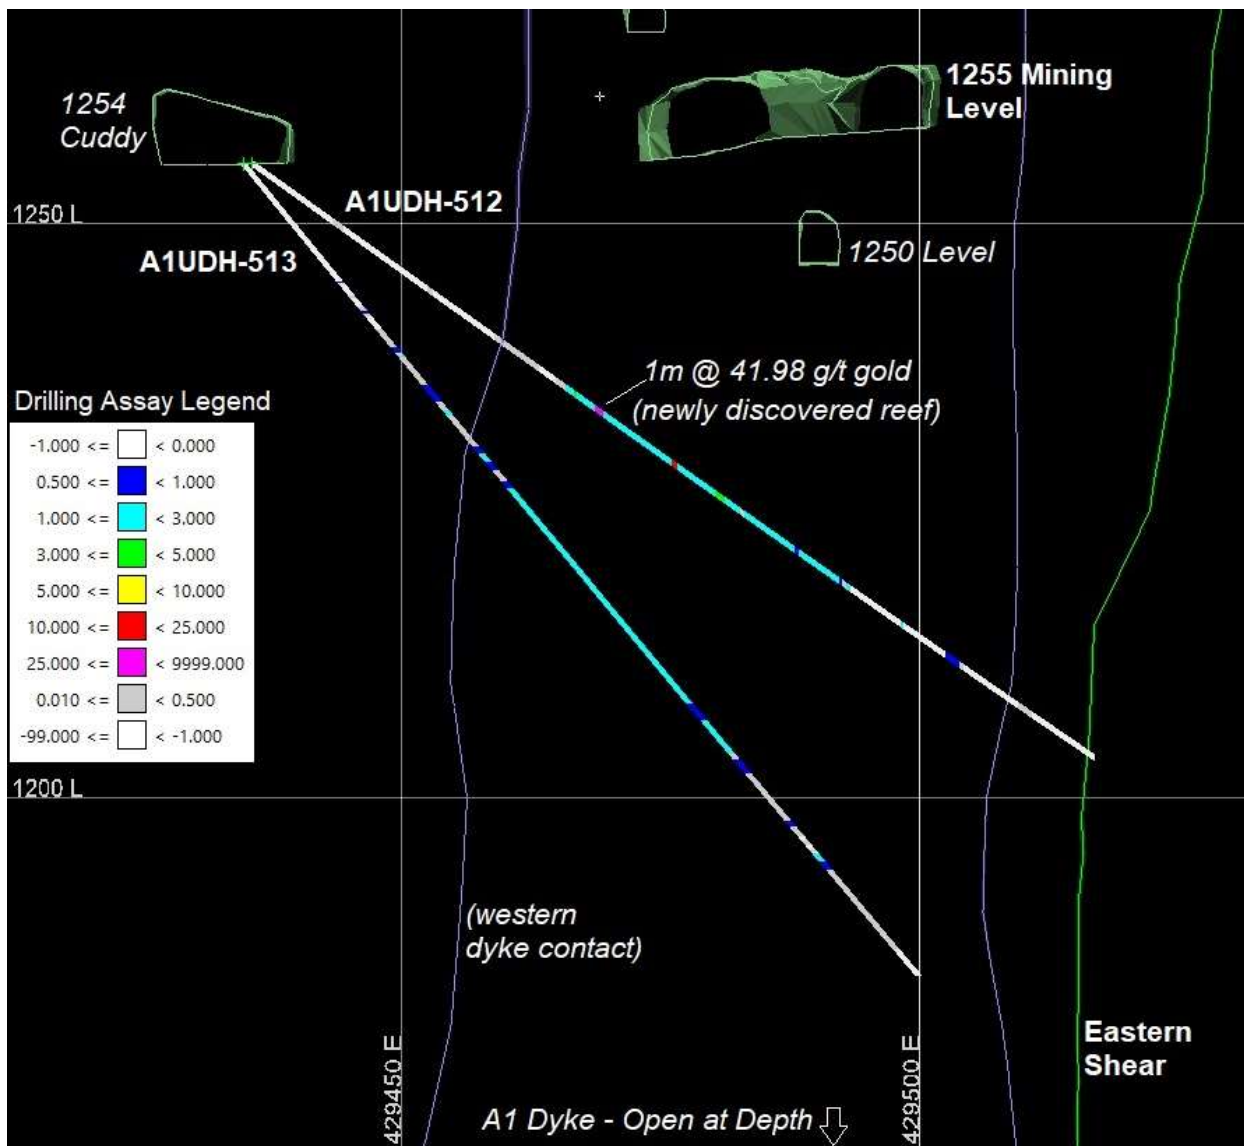 1254
Cuddy
1255 Mining
Level
A1UDH-512
1250 L
A1UDH-513
1250 Level
1m @ 41.98 g/t gold
(newly discovered reef)
Drilling Assay Legend
-1.000 <= < 0.000
0.500 <= < 1.000
1.000 <= < 3.000
3.000 <= < 5.000
5.000 <= < 10.000
10.000 <= < 25.000
25.000 <= < 9999.000
0.010 <= < 0.500
-99.000 <= < -1.000
1200 L
(western
dyke contact)
Eastern
Shear
429450 E
429500 E
A1 Dyke - Open at Depth